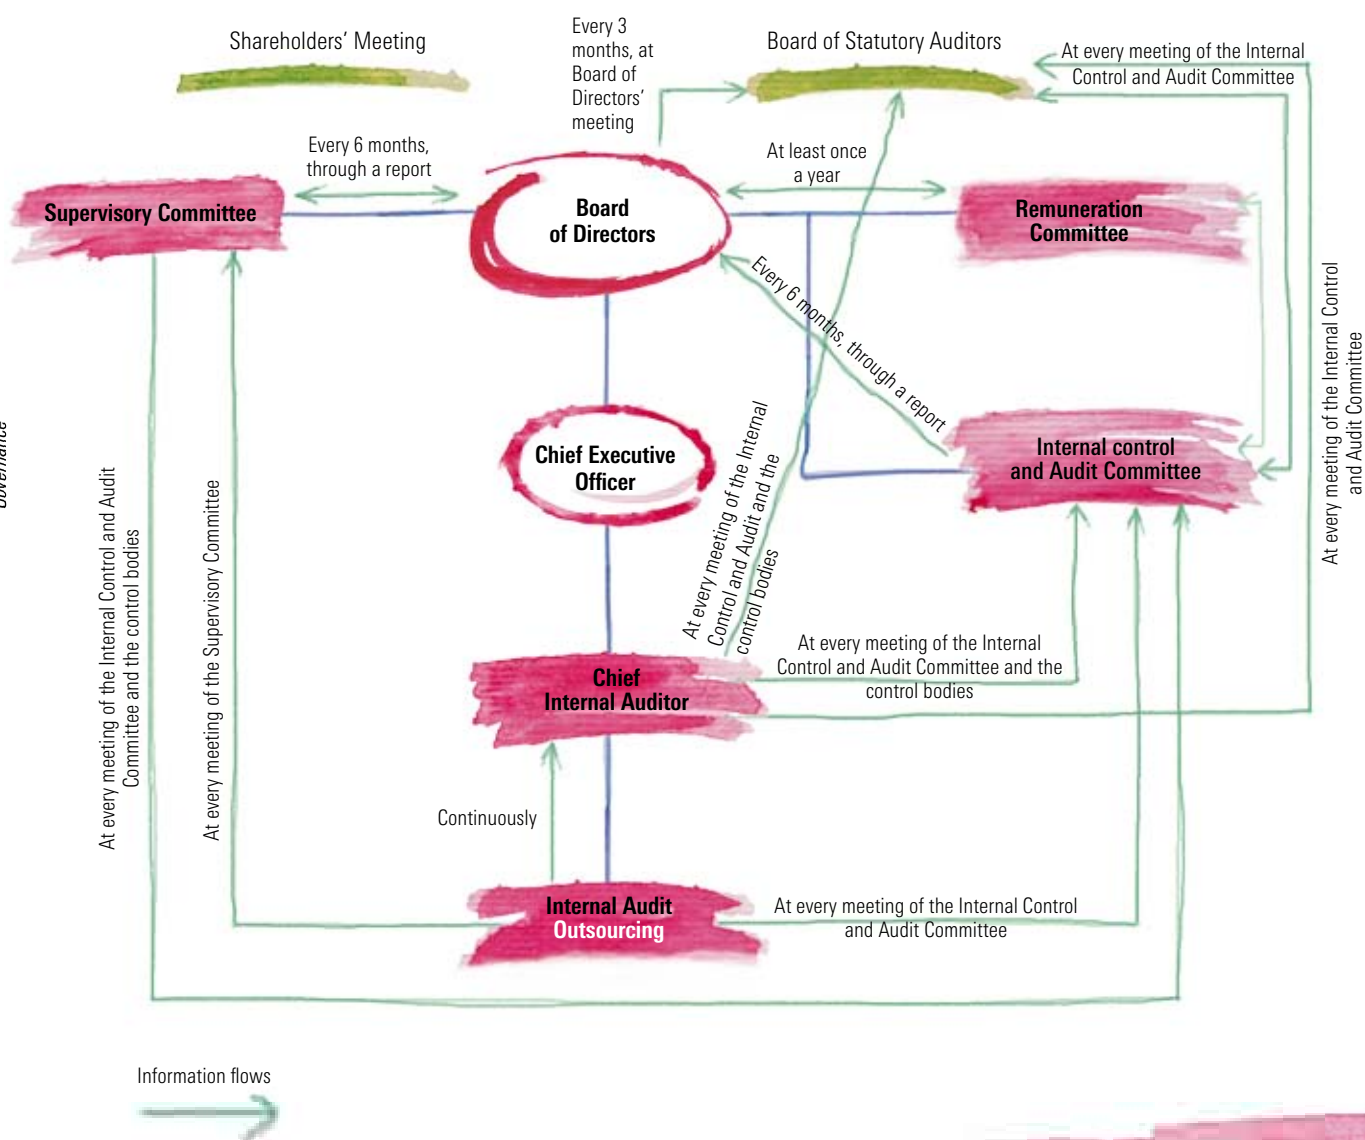 Shareholders' Meeting
Every 3
months, at
Board of
Directors'
meeting
Board of Statutory Auditors
At every meeting of the Internal
Control and Audit Committee
Every 6 months,
through a report
At least once
a year
Supervisory Committee
Board
of Directors
Remuneration
Committee
Every 6 months, through a report
At every meeting of the Internal Control
and Audit Committee
Chief Executive
Officer
Internal control
and Audit Committee
At every meeting of the Internal
Control and Audit and the
control bodies
At every meeting of the Internal Control and Audit
Committee and the control bodies
At every meeting of the Supervisory Committee
Chief
Internal Auditor
At every meeting of the Internal
Control and Audit Committee and the
control bodies
Continuously
Internal Audit
Outsourcing
At every meeting of the Internal Control
and Audit Committee
Information flows